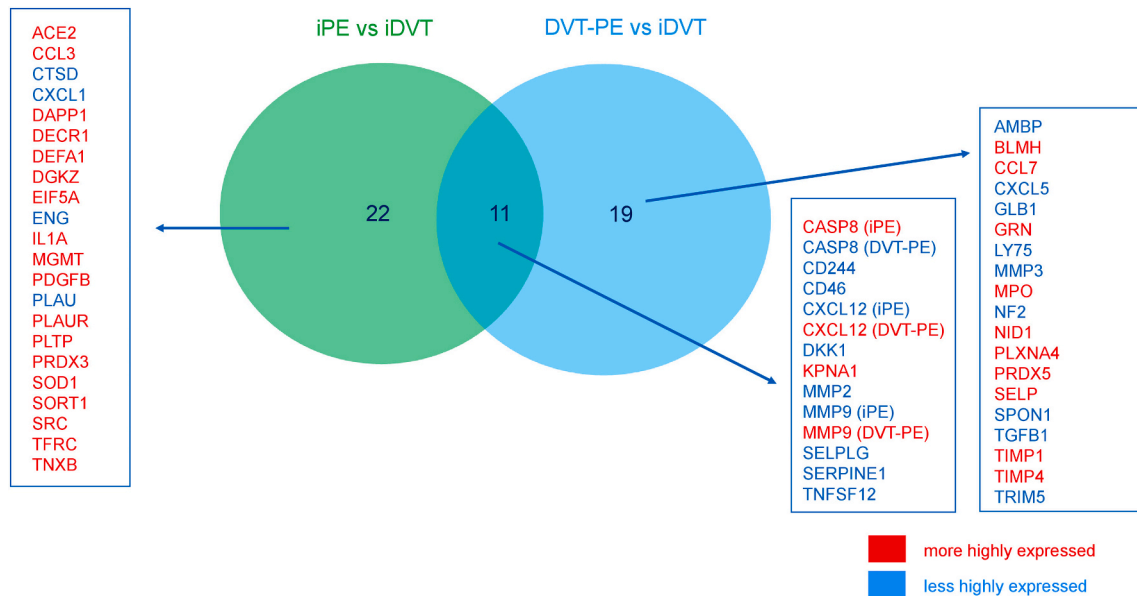 iPE vs iDVT
DVT-PE vs iDVT
ACE2
CCL3
CTSD
CXCL1
DAPP1
DECR1
DEFA1
DGKZ
EIF5A
ENG
IL1A
MGMT
PDGFB
PLAU
PLAUR
PLTP
PRDX3
SOD1
SORT1
SRC
TFRC
TNXB
22
11
19
CASP8 (iPE)
CASP8 (DVT-PE)
CD244
CD46
CXCL12 (iPE)
CXCL12 (DVT-PE)
DKK1
KPNA1
MMP2
MMP9 (iPE)
MMP9 (DVT-PE)
SELPLG
SERPINE1
TNFSF12
AMBP
BLMH
CCL7
CXCL5
GLB1
GRN
LY75
MMP3
MPO
NF2
NID1
PLXNA4
PRDX5
SELP
SPON1
TGFB1
TIMP1
TIMP4
TRIM5
more highly expressed
less highly expressed